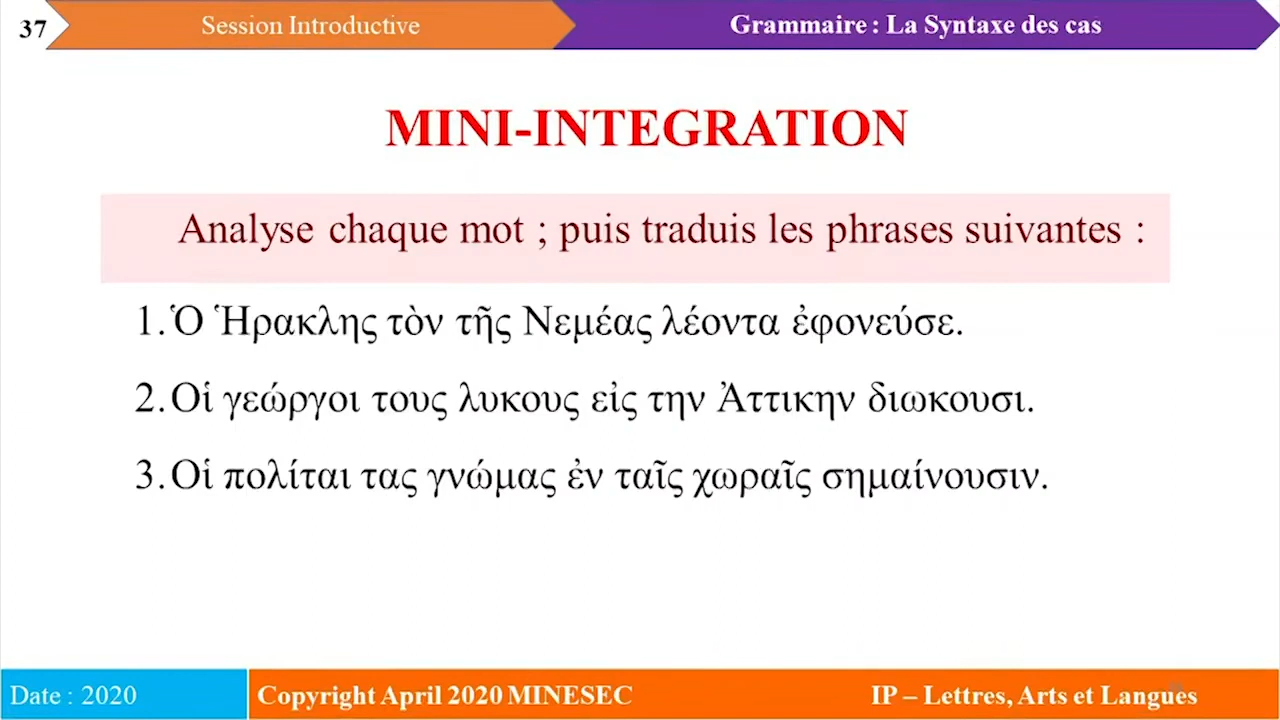 37 Session Introductive Grammaire : La Syntaxe des cas
MINI-INTEGRATION
Analyse chaque mot ; puis traduis les phrases suivantes :
1. Ὁ Ἡρακλης τὸν τῆς Νεμέας λέοντα ἐφονεύσε.
2. Οἱ γεώργοι τους λυκους εἰς την Ἀττικην διωκουσι.
3. Οἱ πολίται τας γνώμας ἐν ταῖς χωραῖς σημαίνουσιν.
Date : 2020 Copyright April 2020 MINESEC IP – Lettres, Arts et Langues